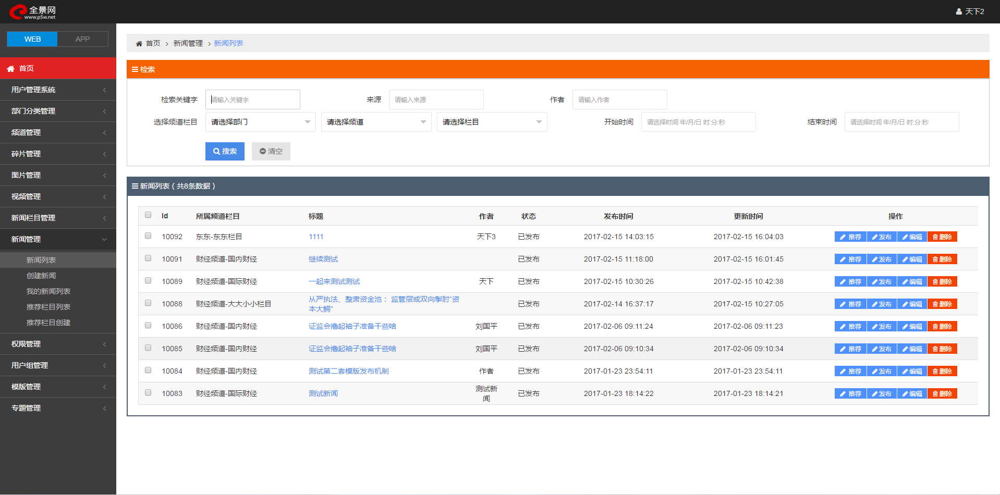 全景网
www.p5w.net
天下2
WEB APP
首页
用户管理系统
部门分类管理
频道管理
碎片管理
图片管理
视频管理
新闻栏目管理
新闻管理
新闻列表
创建新闻
我的新闻列表
推荐栏目列表
推荐栏目创建
权限管理
用户组管理
模版管理
专题管理
首页 > 新闻管理 > 新闻列表
检索
检索关键字 请输入关键字 来源 请输入来源 作者 请输入作者
选择频道栏目 请选择部门 请选择频道 请选择栏目 开始时间 请选择时间 年/月/日 时:分:秒 结束时间 请选择时间 年/月/日 时:分:秒
搜索 清空
新闻列表 ( 共8条数据 )
Id 所属频道栏目 标题 作者 状态 发布时间 更新时间 操作
10092 东东-东东栏目 1111 天下3 已发布 2017-02-15 14:03:15 2017-02-15 16:04:03 推荐 发布 编辑 删除
10091 财经频道-国内财经 继续测试 已发布 2017-02-15 11:18:00 2017-02-15 16:01:45 推荐 发布 编辑 删除
10089 财经频道-国际财经 一起来测试测试 天下 已发布 2017-02-15 10:30:26 2017-02-15 10:42:38 推荐 发布 编辑 删除
10088 财经频道-大大小小栏目 从严执法、整肃资金池： 监管层或双向掣肘“资
本大鳄” 已发布 2017-02-14 16:37:17 2017-02-15 10:27:05 推荐 发布 编辑 删除
10086 财经频道-国内财经 证监会撸起袖子准备干些啥 刘国平 已发布 2017-02-06 09:11:24 2017-02-06 09:11:23 推荐 发布 编辑 删除
10085 财经频道-国内财经 证监会撸起袖子准备干些啥 刘国平 已发布 2017-02-06 09:10:34 2017-02-06 09:10:34 推荐 发布 编辑 删除
10084 财经频道-国内财经 测试第二套模版发布机制 作者 已发布 2017-01-23 23:54:11 2017-01-23 23:54:11 推荐 发布 编辑 删除
10083 财经频道-国际财经 测试新闻 测试新
闻 已发布 2017-01-23 18:14:22 2017-01-23 18:14:21 推荐 发布 编辑 删除